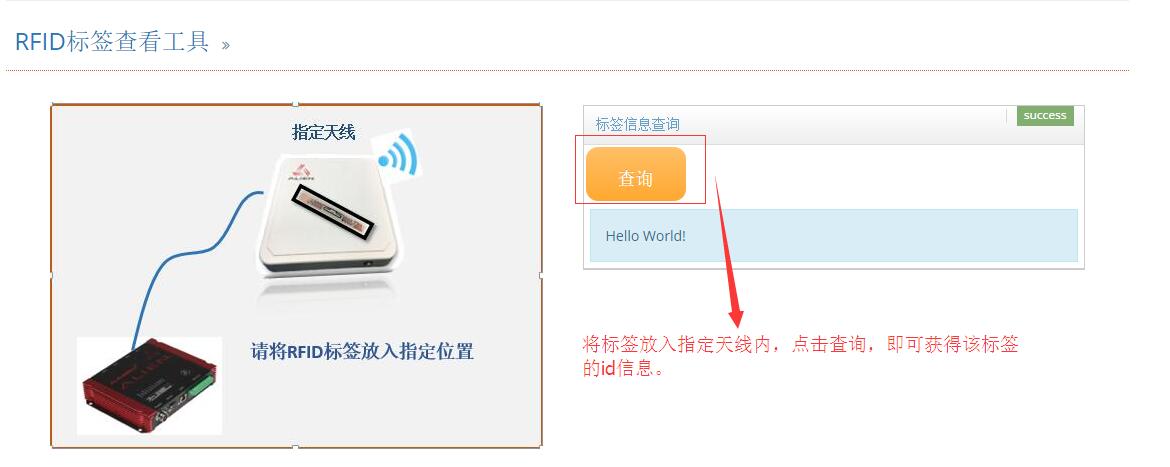 RFID标签查看工具 »
指定天线
ALIEN
请将RFID标签放入指定位置
ALIEN
标签信息查询
success
查询
Hello World!
将标签放入指定天线内，点击查询，即可获得该标签
的id信息。